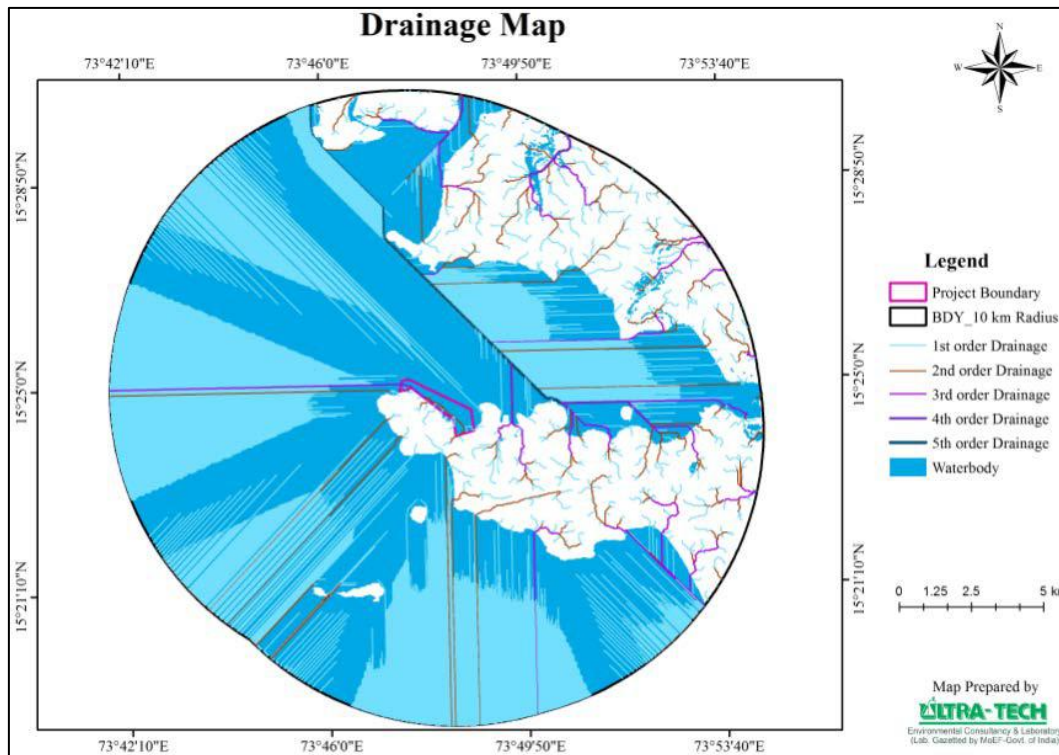 Drainage Map
N
W E
S
73°42'10"E 73°46'0"E 73°49'50"E 73°53'40"E
15°28'50"N 15°28'50"N
15°25'0"N 15°25'0"N
15°21'10"N 15°21'10"N
73°42'10"E 73°46'0"E 73°49'50"E 73°53'40"E
Legend
Project Boundary
BDY_10 km Radius
1st order Drainage
2nd order Drainage
3rd order Drainage
4th order Drainage
5th order Drainage
Waterbody
0 1.25 2.5 5 k
Map Prepared by
ULTRA-TECH
Environmental Consultancy & Laborato
(Lab. Gazetted by MoEF-Govt. of India)